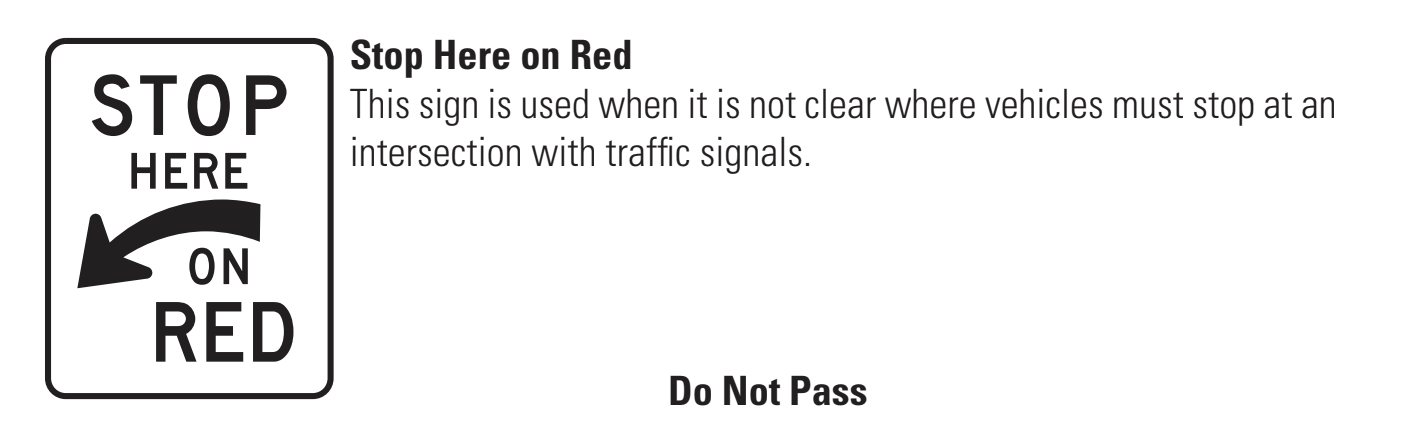 STOP
HERE
ON
RED
Stop Here on Red
This sign is used when it is not clear where vehicles must stop at an
intersection with traffic signals.
Do Not Pass